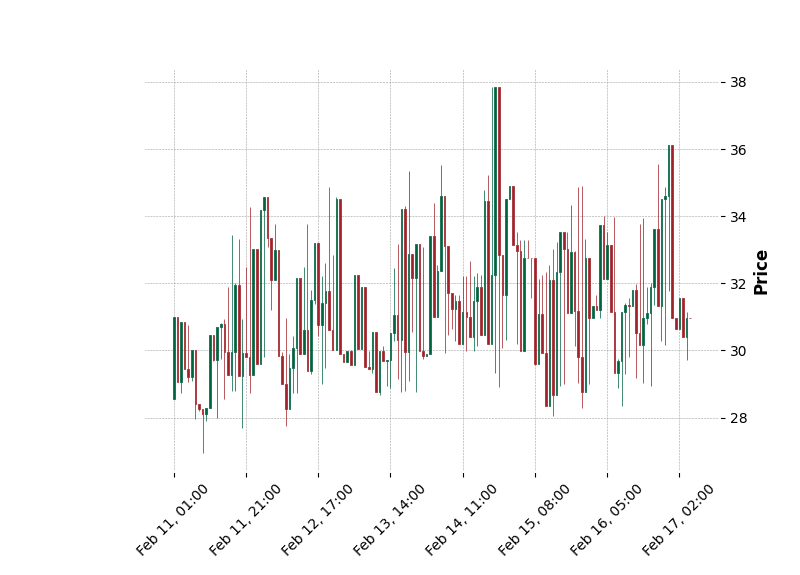 38
36
34
32
30
28
Price
Feb 11, 01:00
Feb 11, 21:00
Feb 12, 17:00
Feb 13, 14:00
Feb 14, 11:00
Feb 15, 08:00
Feb 16, 05:00
Feb 17, 02:00